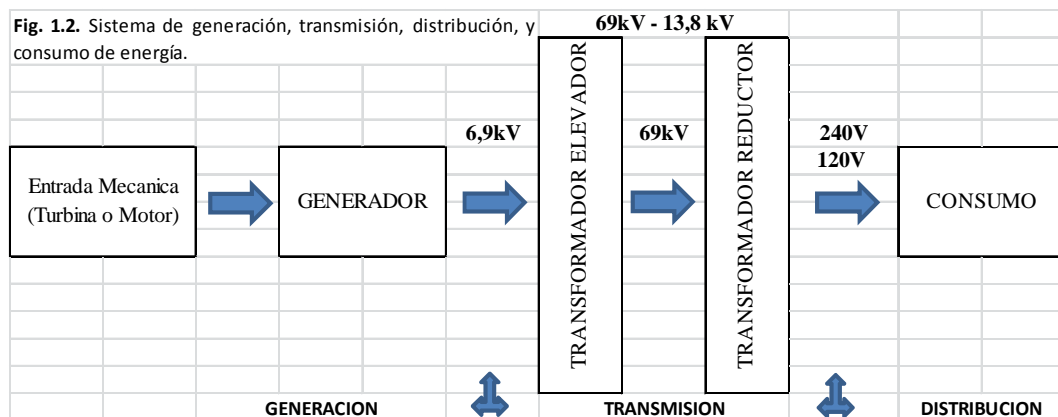 Fig. 1.2. Sistema de generación, transmisión, distribución, y
consumo de energía.
69kV - 13,8 kV
Entrada Mecanica
(Turbina o Motor)
GENERADOR
6,9kV
TRANSFORMADOR ELEVADOR
69kV
TRANSFORMADOR REDUCTOR
240V
120V
CONSUMO
GENERACION
TRANSMISION
DISTRIBUCION